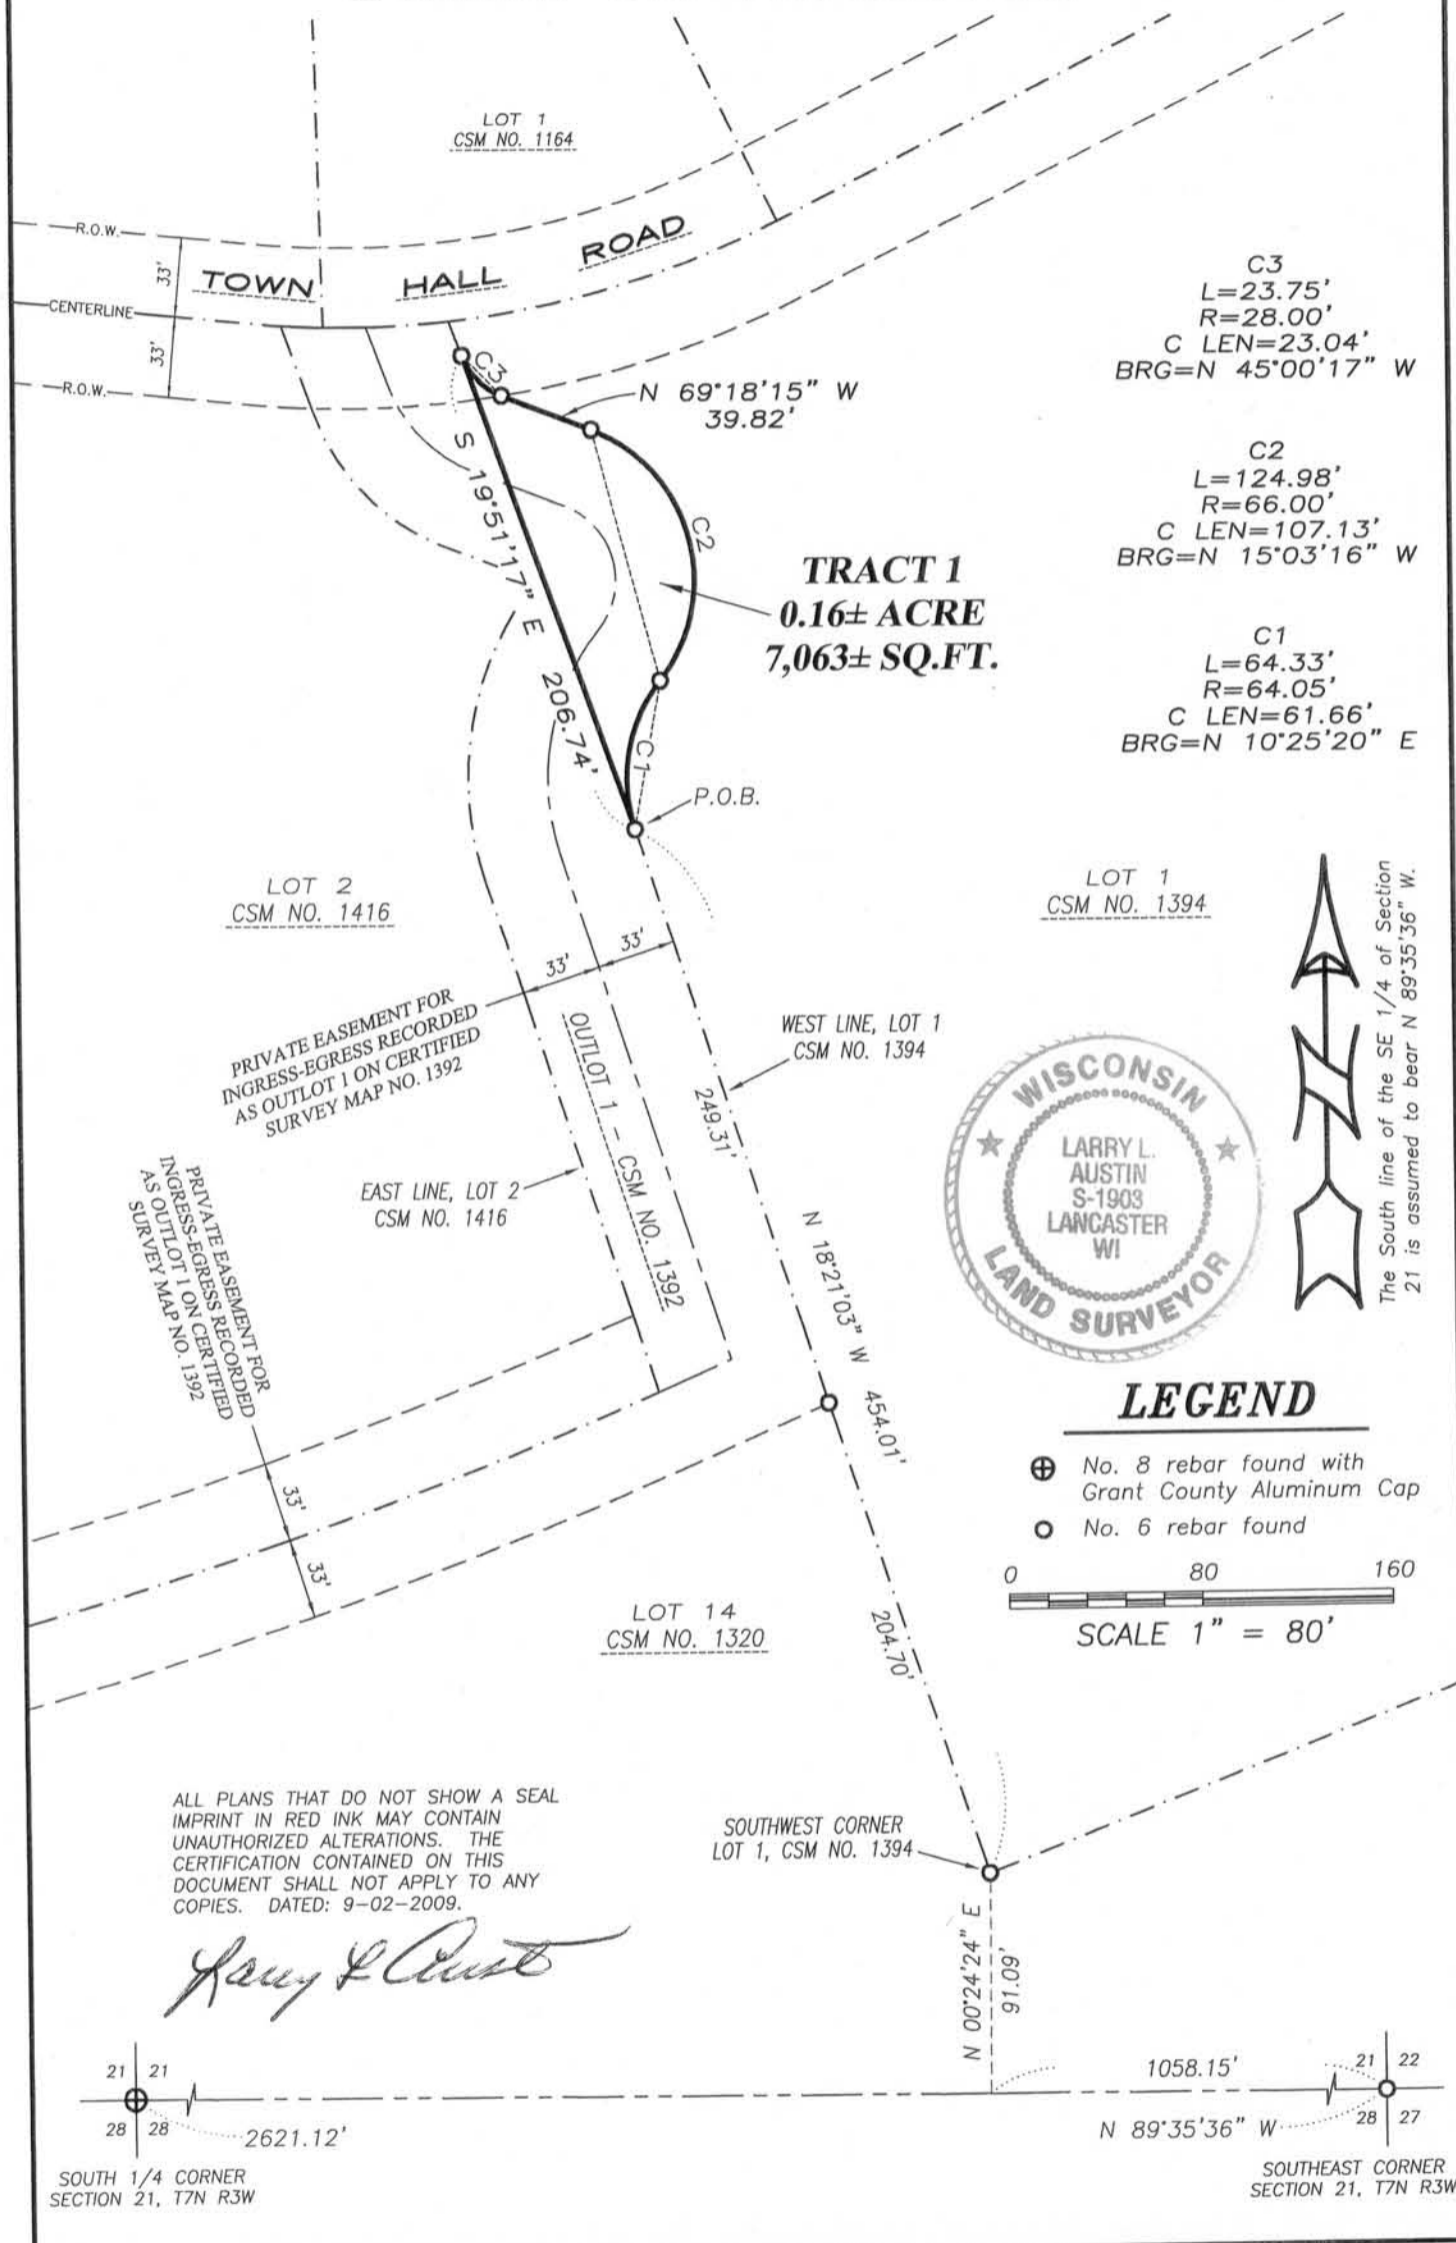 LOT 1
CSM NO. 1164
R.O.W.
33'
TOWN HALL ROAD
CENTERLINE
33'
R.O.W.
C3
L=23.75'
R=28.00'
C LEN=23.04'
BRG=N 45°00'17" W
C3
N 69°18'15" W
39.82'
C2
L=124.98'
R=66.00'
C LEN=107.13'
BRG=N 15°03'16" W
S 19°51'17" E 206.74'
C2
TRACT 1
0.16± ACRE
7,063± SQ.FT.
C1
L=64.33'
R=64.05'
C LEN=61.66'
BRG=N 10°25'20" E
C1
P.O.B.
LOT 2
CSM NO. 1416
LOT 1
CSM NO. 1394
The South line of the SE 1/4 of Section
21 is assumed to bear N 89°35'36" W.
33'
33'
PRIVATE EASEMENT FOR
INGRESS-EGRESS RECORDED
AS OUTLOT 1 ON CERTIFIED
SURVEY MAP NO. 1392
OUTLOT 1 - CSM NO. 1392
WEST LINE, LOT 1
CSM NO. 1394
249.31'
WISCONSIN
LARRY L.
AUSTIN
S-1903
LANCASTER
WI
LAND SURVEYOR
N
EAST LINE, LOT 2
CSM NO. 1416
PRIVATE EASEMENT FOR
INGRESS-EGRESS RECORDED
AS OUTLOT 1 ON CERTIFIED
SURVEY MAP NO. 1392
N 18°21'03" W 454.01'
LEGEND
No. 8 rebar found with
Grant County Aluminum Cap
No. 6 rebar found
33'
33'
0 80 160
SCALE 1" = 80'
LOT 14
CSM NO. 1320
204.70'
ALL PLANS THAT DO NOT SHOW A SEAL
IMPRINT IN RED INK MAY CONTAIN
UNAUTHORIZED ALTERATIONS. THE
CERTIFICATION CONTAINED ON THIS
DOCUMENT SHALL NOT APPLY TO ANY
COPIES. DATED: 9-02-2009.
Larry L Aust
SOUTHWEST CORNER
LOT 1, CSM NO. 1394
N 00°24'24" E
91.09'
21 21
28 28
2621.12'
SOUTH 1/4 CORNER
SECTION 21, T7N R3W
1058.15'
N 89°35'36" W
21 22
28 27
SOUTHEAST CORNER
SECTION 21, T7N R3W